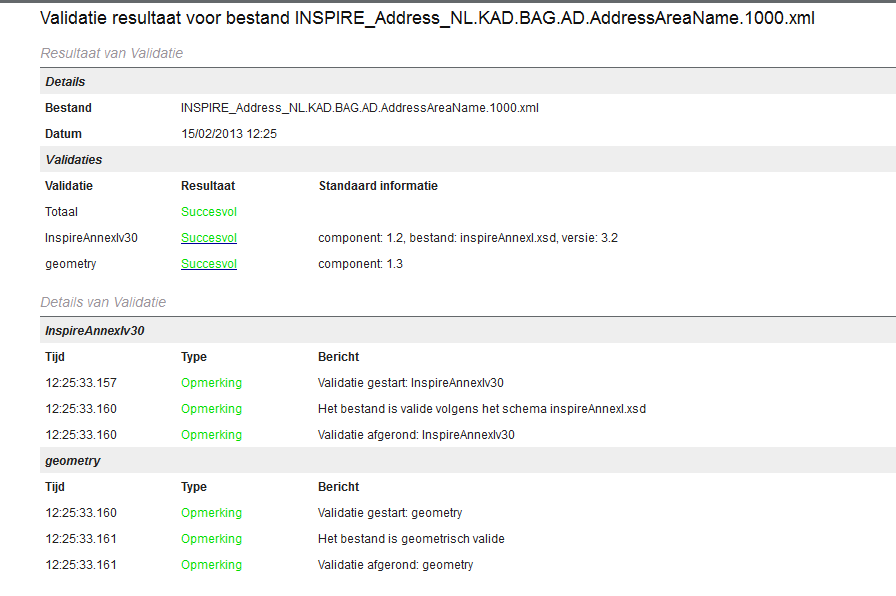 Validatie resultaat voor bestand INSPIRE_Address_NL.KAD.BAG.AD.AddressAreaName.1000.xml
Resultaat van Validatie
Details
Bestand INSPIRE_Address_NL.KAD.BAG.AD.AddressAreaName.1000.xml
Datum 15/02/2013 12:25
Validaties
Validatie Resultaat Standaard informatie
Totaal Succesvol
InspireAnnexIv30 Succesvol component: 1.2, bestand: inspireAnnexI.xsd, versie: 3.2
geometry Succesvol component: 1.3
Details van Validatie
InspireAnnexIv30
Tijd Type Bericht
12:25:33.157 Opmerking Validatie gestart: InspireAnnexIv30
12:25:33.160 Opmerking Het bestand is valide volgens het schema inspireAnnexI.xsd
12:25:33.160 Opmerking Validatie afgerond: InspireAnnexIv30
geometry
Tijd Type Bericht
12:25:33.160 Opmerking Validatie gestart: geometry
12:25:33.161 Opmerking Het bestand is geometrisch valide
12:25:33.161 Opmerking Validatie afgerond: geometry